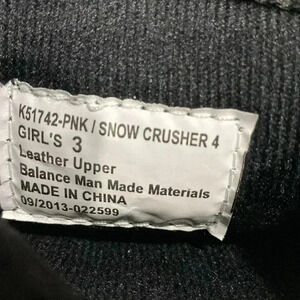 K51742-PNK / SNOW CRUSHER 4
GIRL'S 3
Leather Upper
Balance Man Made Materials
MADE IN CHINA
09/2013-022599